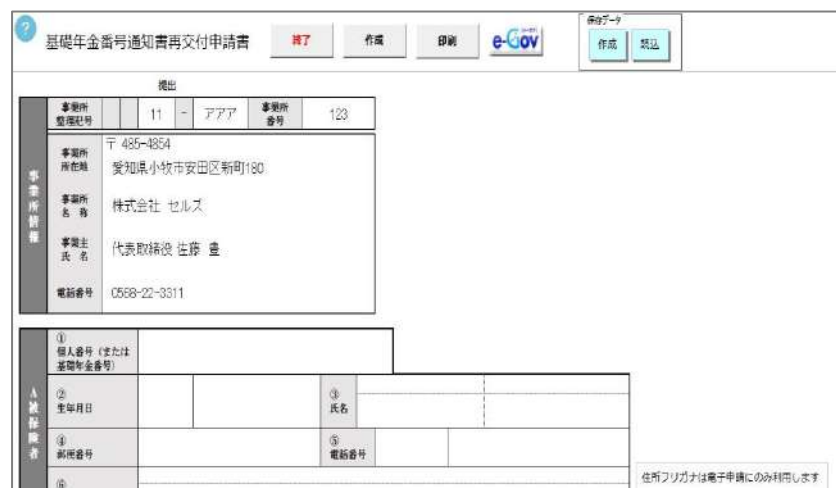 ?
基礎年金番号通知書再交付申請書
終了
作成
印刷
e-Gov
保存データ
作成
読込
提出
事業所
整理記号
11
-
アアア
事業所
番号
123
事業所情報
事業所
所在地
〒 485-4854
愛知県小牧市安田区新町180
事業所
名 称
株式会社 セルズ
事業主
氏 名
代表取締役 佐藤 豊
電話番号
0568-22-3311
A被保険者
①
個人番号(または
基礎年金番号)
②
生年月日
③
氏名
④
郵便番号
⑤
電話番号
⑥
住所フリガナは電子申請にのみ利用します